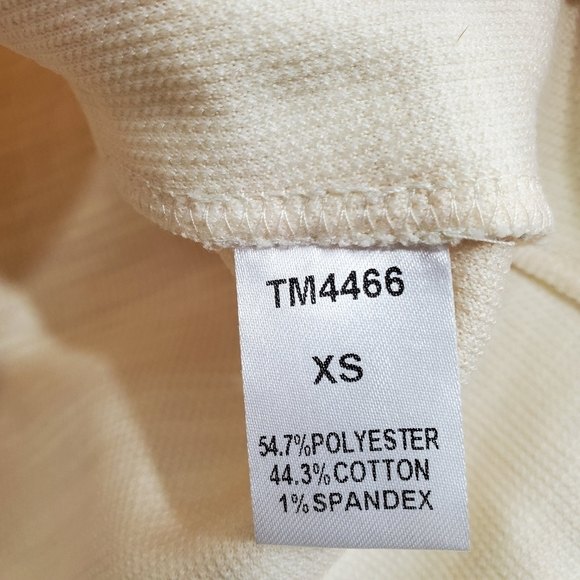 TM4466
XS
54.7%POLYESTER
44.3%COTTON
1%SPANDEX